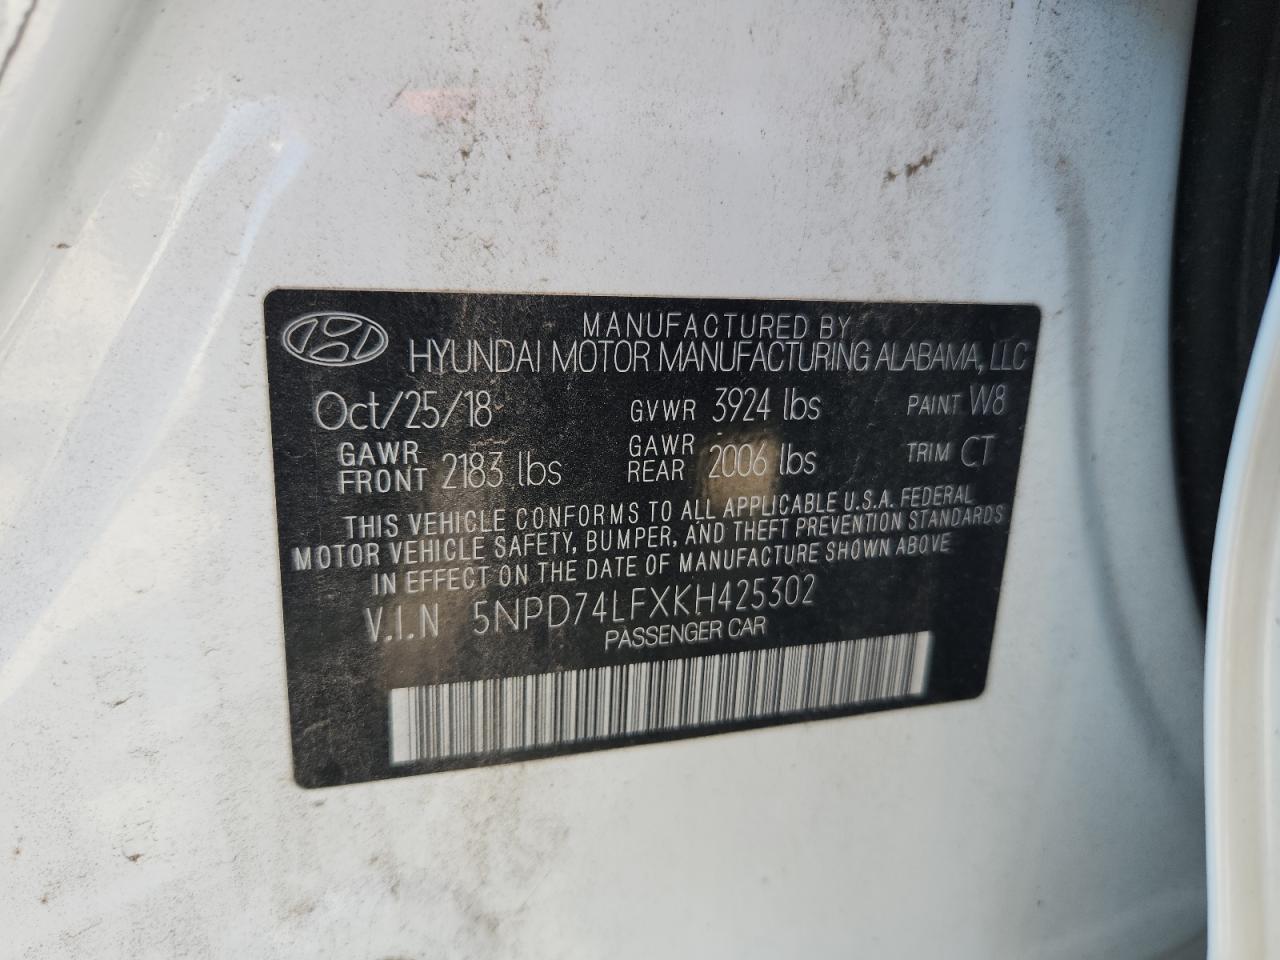 MANUFACTURED BY
HYUNDAI MOTOR MANUFACTURING ALABAMA, LLC
Oct/25/18 GVWR 3924 lbs PAINT W8
GAWR FRONT 2183 lbs GAWR REAR 2006 lbs TRIM CT
THIS VEHICLE CONFORMS TO ALL APPLICABLE U.S.A. FEDERAL
MOTOR VEHICLE SAFETY, BUMPER, AND THEFT PREVENTION STANDARDS
IN EFFECT ON THE DATE OF MANUFACTURE SHOWN ABOVE
V.I.N 5NPD74LFXKH425302
PASSENGER CAR